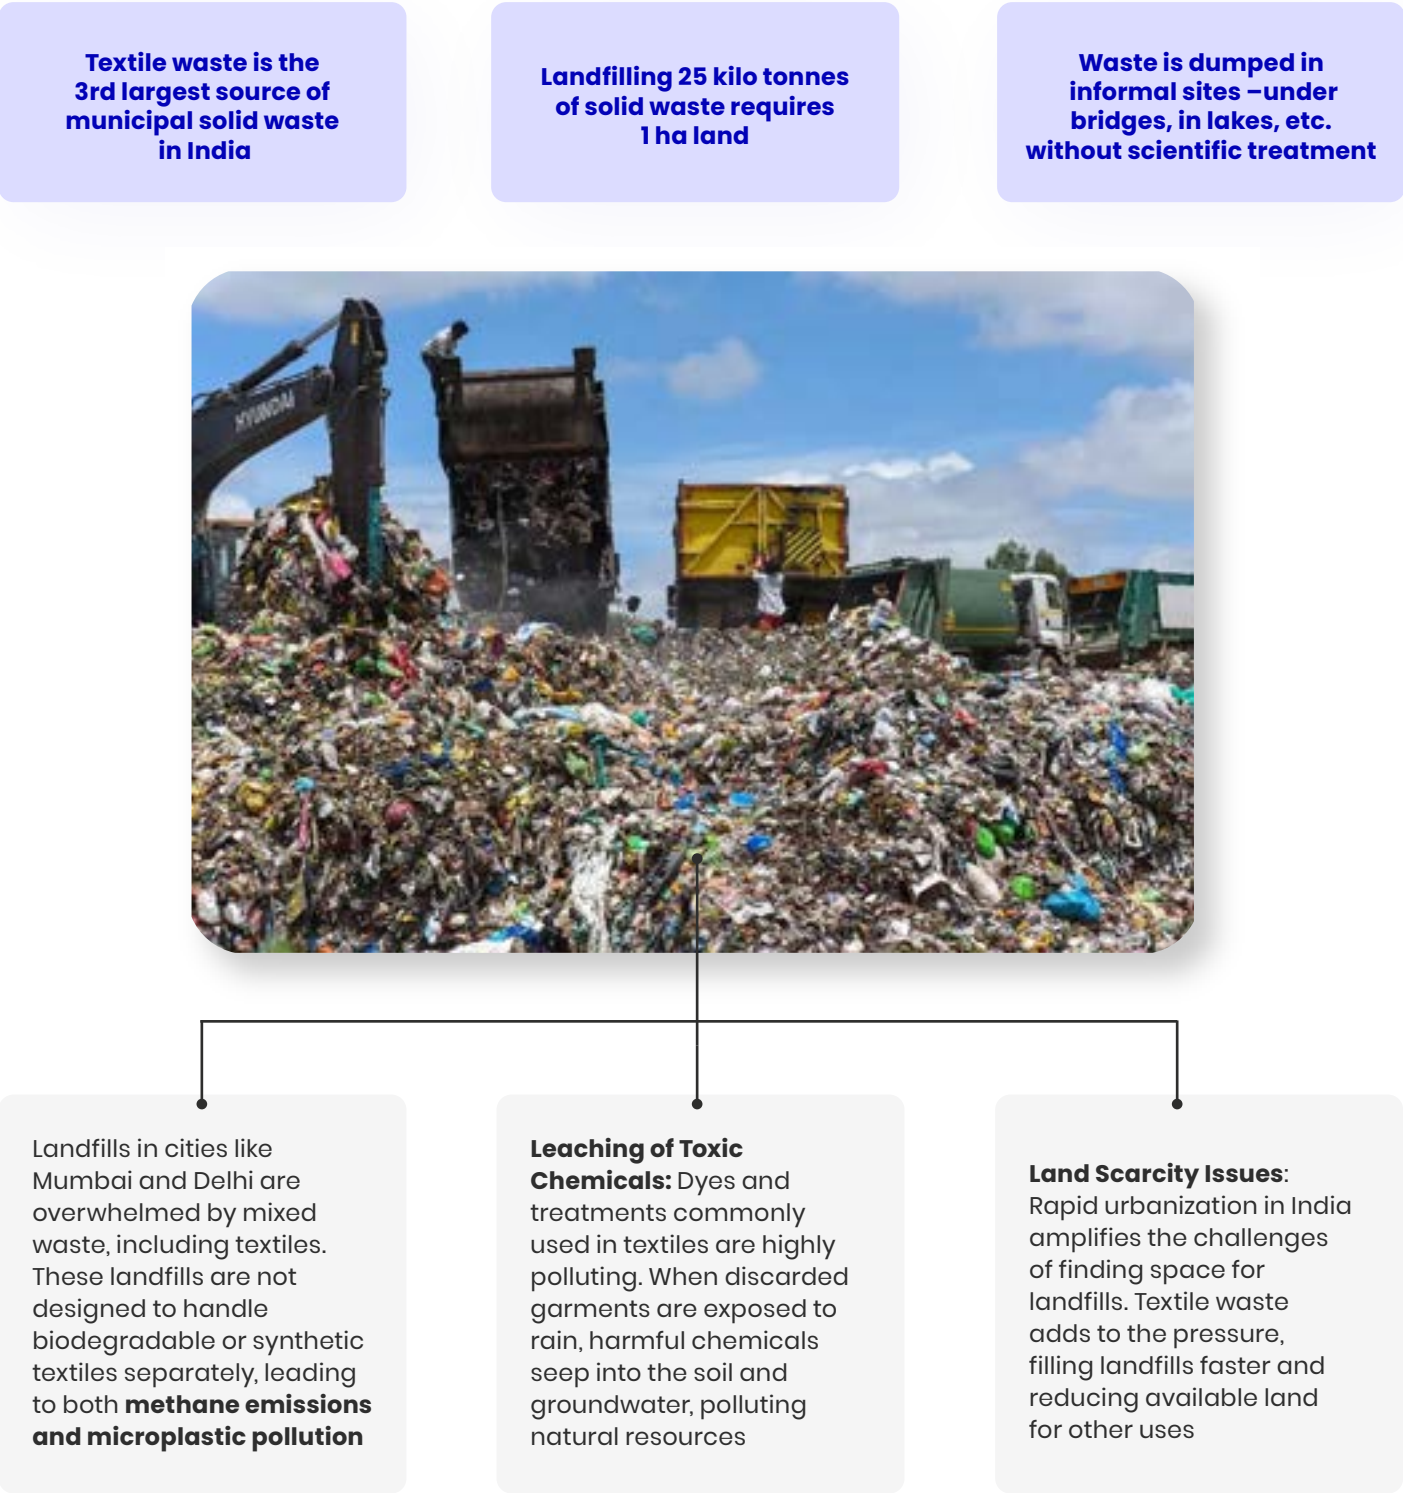 Textile waste is the
3rd largest source of
municipal solid waste
in India
Landfilling 25 kilo tonnes
of solid waste requires
1 ha land
Waste is dumped in
informal sites –under
bridges, in lakes, etc.
without scientific treatment
HYUNDAI
Landfills in cities like
Mumbai and Delhi are
overwhelmed by mixed
waste, including textiles.
These landfills are not
designed to handle
biodegradable or synthetic
textiles separately, leading
to both methane emissions
and microplastic pollution
Leaching of Toxic
Chemicals: Dyes and
treatments commonly
used in textiles are highly
polluting. When discarded
garments are exposed to
rain, harmful chemicals
seep into the soil and
groundwater, polluting
natural resources
Land Scarcity Issues:
Rapid urbanization in India
amplifies the challenges
of finding space for
landfills. Textile waste
adds to the pressure,
filling landfills faster and
reducing available land
for other uses